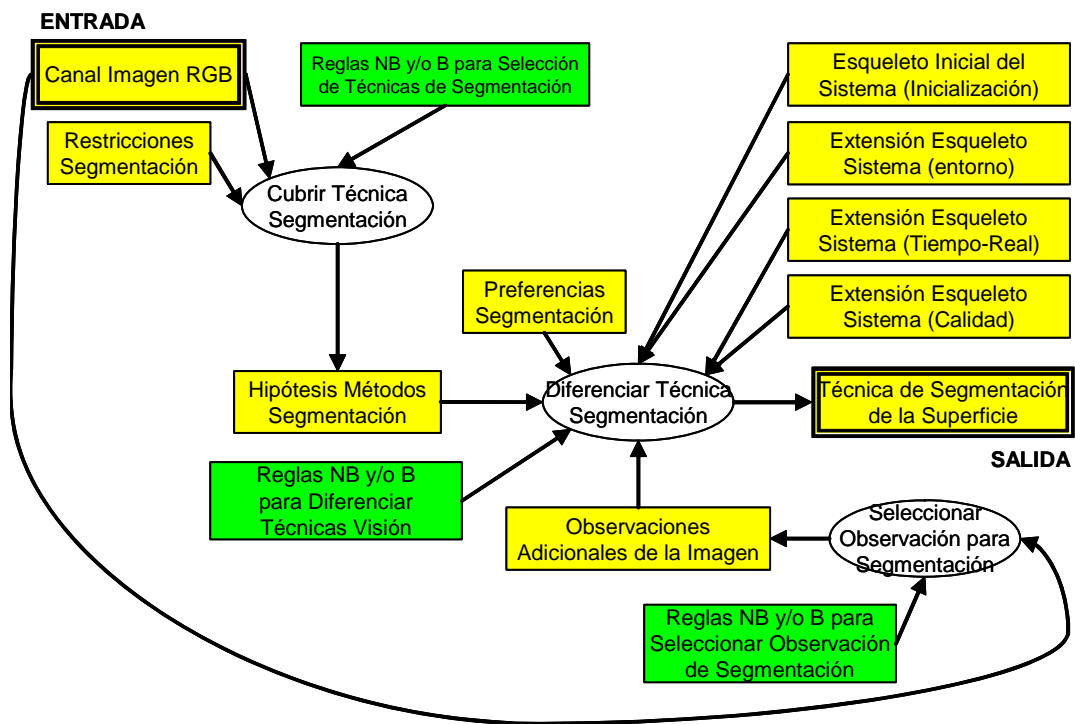 ENTRADA
Canal Imagen RGB
Reglas NB y/o B para Selección
de Técnicas de Segmentación
Esqueleto Inicial del
Sistema (Inicialización)
Restricciones
Segmentación
Extensión Esqueleto
Sistema (entorno)
Cubrir Técnica
Segmentación
Extensión Esqueleto
Sistema (Tiempo-Real)
Preferencias
Segmentación
Extensión Esqueleto
Sistema (Calidad)
Hipótesis Métodos
Segmentación
Diferenciar Técnica
Segmentación
Técnica de Segmentación
de la Superficie
SALIDA
Reglas NB y/o B
para Diferenciar
Técnicas Visión
Observaciones
Adicionales de la Imagen
Seleccionar
Observación para
Segmentación
Reglas NB y/o B para
Seleccionar Observación
de Segmentación